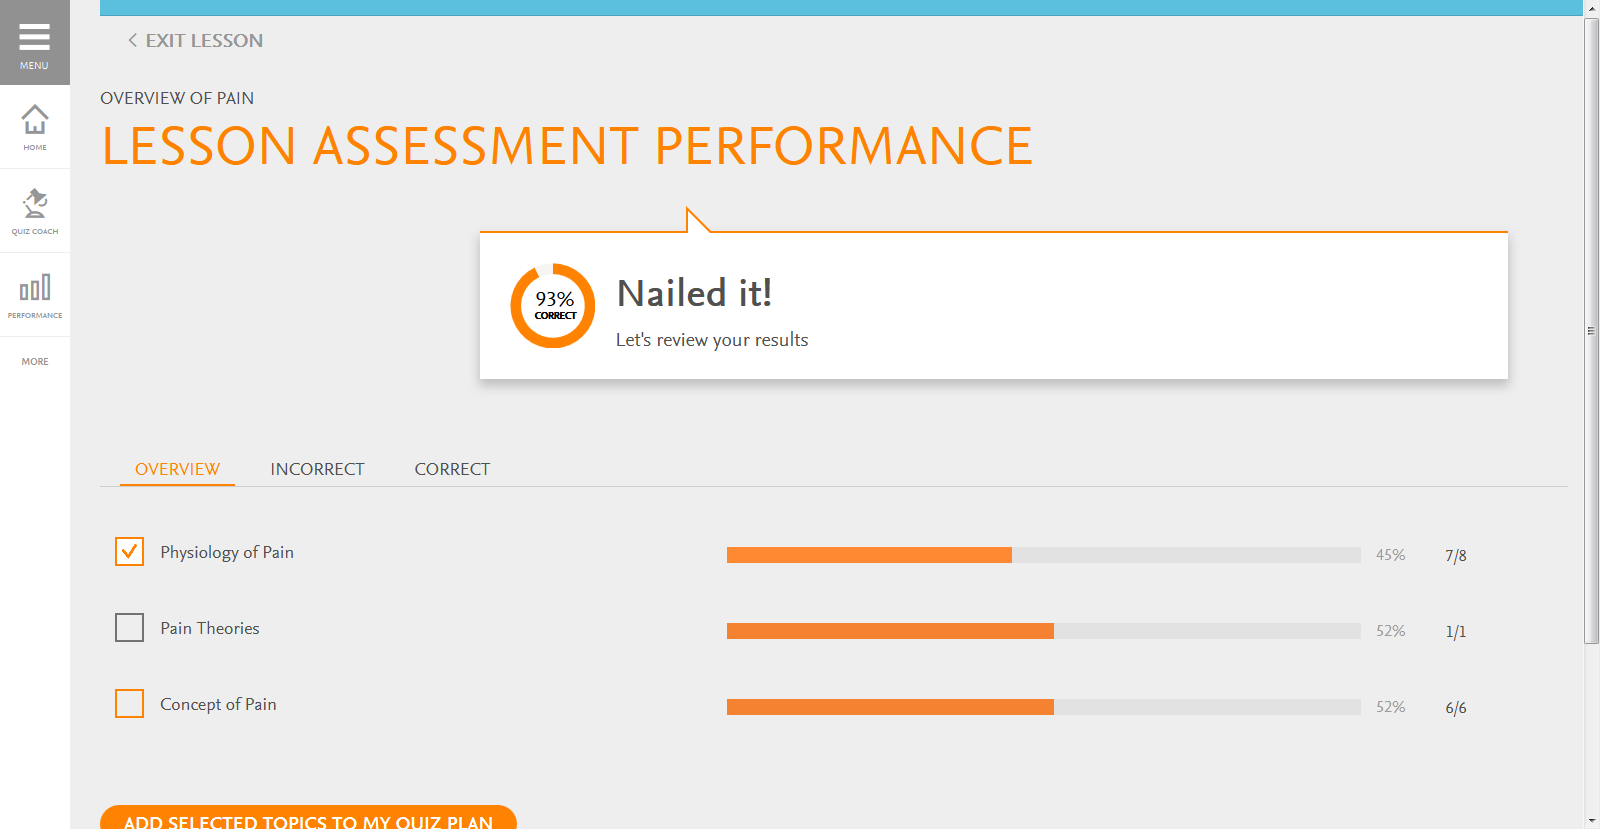 MENU
HOME
QUIZ COACH
PERFORMANCE
MORE
EXIT LESSON
OVERVIEW OF PAIN
LESSON ASSESSMENT PERFORMANCE
93%
CORRECT
Nailed it!
Let's review your results
OVERVIEW INCORRECT CORRECT
Physiology of Pain 45% 7/8
Pain Theories 52% 1/1
Concept of Pain 52% 6/6
ADD SELECTED TOPICS TO MY QUIZ PLAN